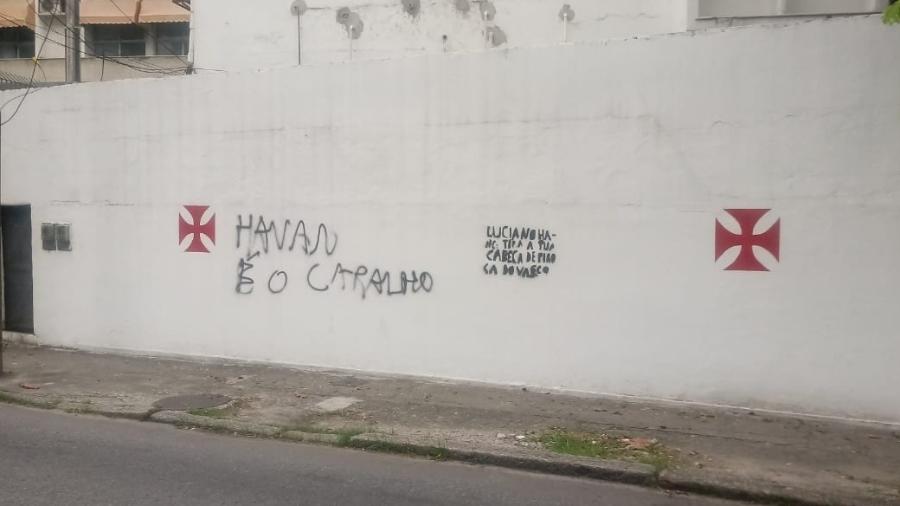 HAVAN
É O CARALHO
LUCIANO HA-
NG: TIRA A TUA
CABEÇA DE PIRO
CA DO VASCO